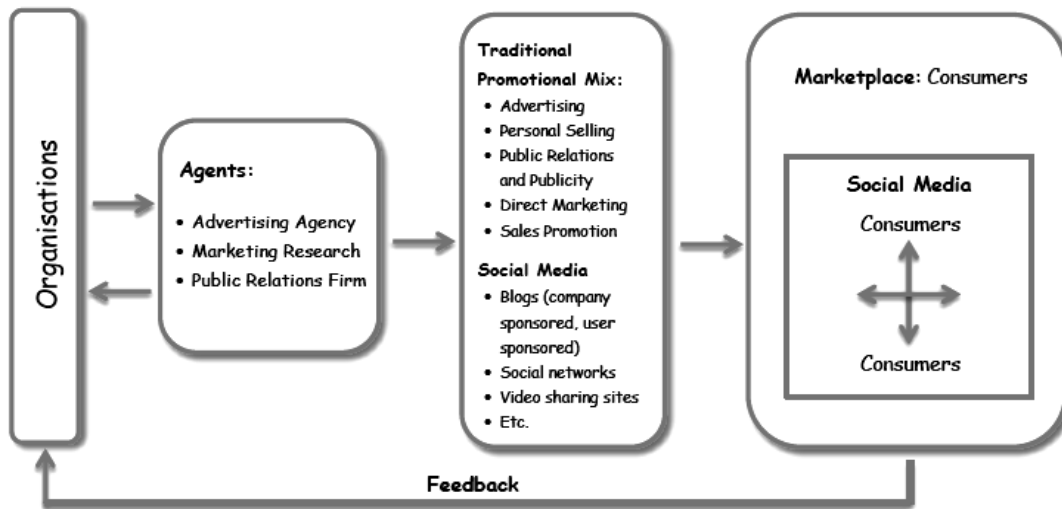 Organisations
Agents:
• Advertising Agency
• Marketing Research
• Public Relations Firm
Traditional
Promotional Mix:
• Advertising
• Personal Selling
• Public Relations
and Publicity
• Direct Marketing
• Sales Promotion
Social Media
• Blogs (company
sponsored, user
sponsored)
• Social networks
• Video sharing sites
• Etc.
Marketplace: Consumers
Social Media
Consumers
Consumers
Feedback